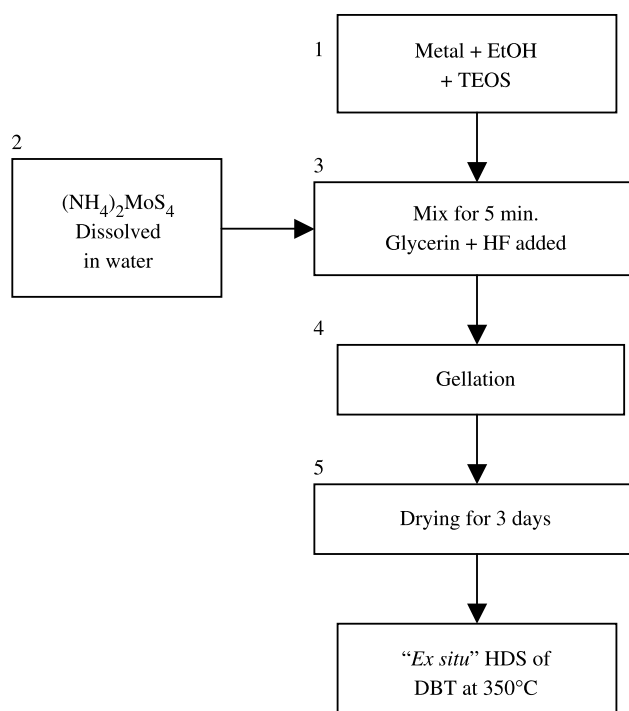 1
Metal + EtOH
+ TEOS
2
(NH4)2MoS4
Dissolved
in water
3
Mix for 5 min.
Glycerin + HF added
4
Gellation
5
Drying for 3 days
“Ex situ” HDS of
DBT at 350°C